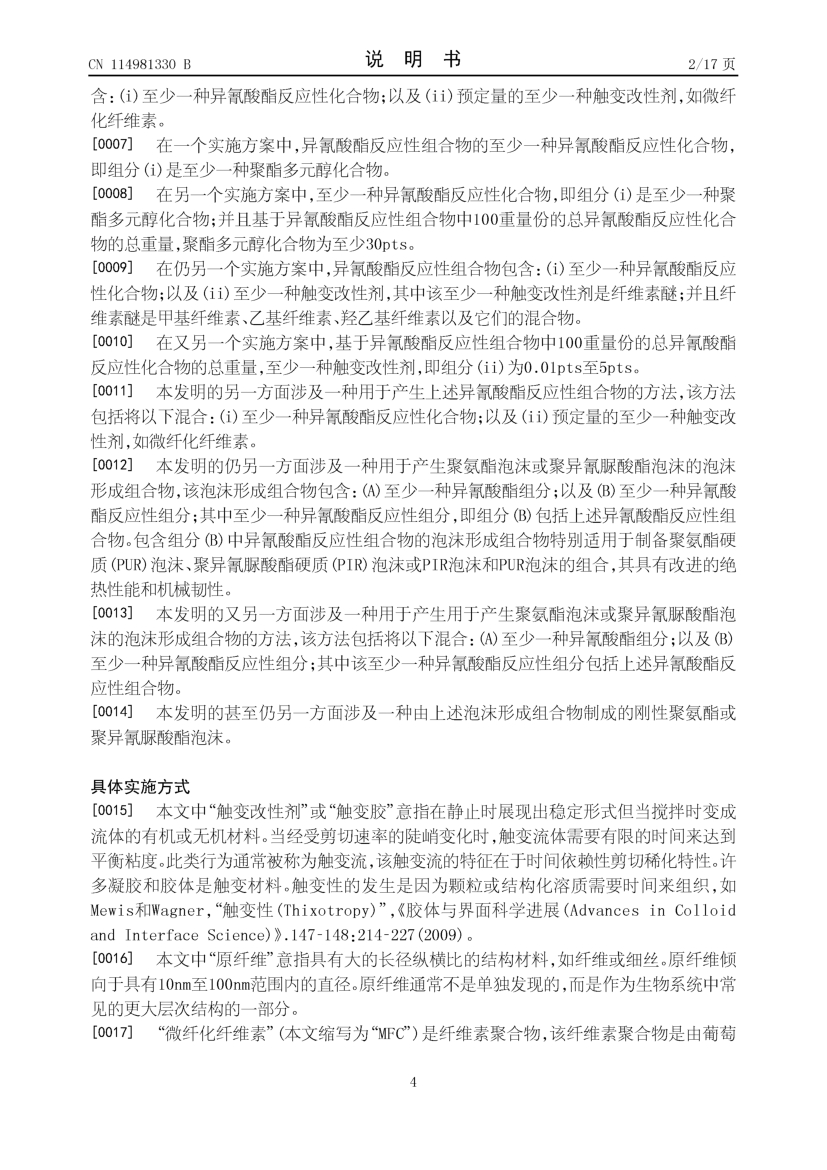 CN 114981330 B
说 明 书
2/17 页
含:(i)至少一种异氰酸酯反应性化合物;以及(ii)预定量的至少一种触变改性剂,如微纤
化纤维素。
[0007] 在一个实施方案中,异氰酸酯反应性组合物的至少一种异氰酸酯反应性化合物,
即组分(i)是至少一种聚酯多元醇化合物。
[0008] 在另一个实施方案中,至少一种异氰酸酯反应性化合物,即组分(i)是至少一种聚
酯多元醇化合物;并且基于异氰酸酯反应性组合物中100重量份的总异氰酸酯反应性化合
物的总重量,聚酯多元醇化合物为至少30pts。
[0009] 在仍另一个实施方案中,异氰酸酯反应性组合物包含:(i)至少一种异氰酸酯反应
性化合物;以及(ii)至少一种触变改性剂,其中该至少一种触变改性剂是纤维素醚;并且纤
维素醚是甲基纤维素、乙基纤维素、羟乙基纤维素以及它们的混合物。
[0010] 在又另一个实施方案中,基于异氰酸酯反应性组合物中100重量份的总异氰酸酯
反应性化合物的总重量,至少一种触变改性剂,即组分(ii)为0.01pts至5pts。
[0011] 本发明的另一方面涉及一种用于产生上述异氰酸酯反应性组合物的方法,该方法
包括将以下混合:(i)至少一种异氰酸酯反应性化合物;以及(ii)预定量的至少一种触变改
性剂,如微纤化纤维素。
[0012] 本发明的仍另一方面涉及一种用于产生聚氨酯泡沫或聚异氰脲酸酯泡沫的泡沫
形成组合物,该泡沫形成组合物包含:(A)至少一种异氰酸酯组分;以及(B)至少一种异氰酸
酯反应性组分;其中至少一种异氰酸酯反应性组分,即组分(B)包括上述异氰酸酯反应性组
合物。包含组分(B)中异氰酸酯反应性组合物的泡沫形成组合物特别适用于制备聚氨酯硬
质(PUR)泡沫、聚异氰脲酸酯硬质(PIR)泡沫或PIR泡沫和PUR泡沫的组合,其具有改进的绝
热性能和机械韧性。
[0013] 本发明的又另一方面涉及一种用于产生用于产生聚氨酯泡沫或聚异氰脲酸酯泡
沫的泡沫形成组合物的方法,该方法包括将以下混合:(A)至少一种异氰酸酯组分;以及(B)
至少一种异氰酸酯反应性组分;其中该至少一种异氰酸酯反应性组分包括上述异氰酸酯反
应性组合物。
[0014] 本发明的甚至仍另一方面涉及一种由上述泡沫形成组合物制成的刚性聚氨酯或
聚异氰脲酸酯泡沫。
具体实施方式
[0015] 本文中“触变改性剂”或“触变胶”意指在静止时展现出稳定形式但当搅拌时变成
流体的有机或无机材料。当经受剪切速率的陡峭变化时,触变流体需要有限的时间来达到
平衡粘度。此类行为通常被称为触变流,该触变流的特征在于时间依赖性剪切稀化特性。许
多凝胶和胶体是触变材料。触变性的发生是因为颗粒或结构化溶质需要时间来组织,如
Mewis和Wagner,“触变性(Thixotropy)”,《胶体与界面科学进展(Advances in Colloid
and Interface Science)》.147-148:214-227(2009)。
[0016] 本文中“原纤维”意指具有大的长径纵横比的结构材料,如纤维或细丝。原纤维倾
向于具有10nm至100nm范围内的直径。原纤维通常不是单独发现的,而是作为生物系统中常
见的更大层次结构的一部分。
[0017] “微纤化纤维素”(本文缩写为“MFC”)是纤维素聚合物,该纤维素聚合物是由葡萄
4